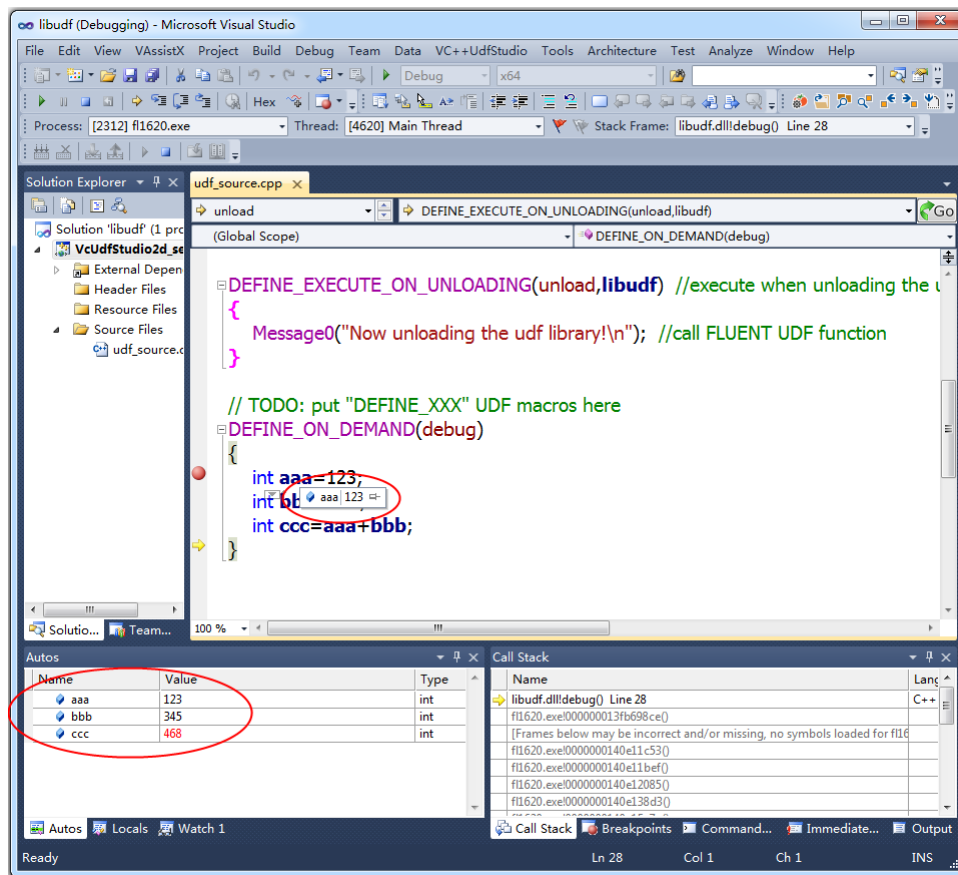 libudf (Debugging) - Microsoft Visual Studio
File Edit View VAssistX Project Build Debug Team Data VC++UdfStudio Tools Architecture Test Analyze Window Help
Debug x64
Hex
Process: [2312] fl1620.exe Thread: [4620] Main Thread Stack Frame: libudf.dll!debug() Line 28
Solution Explorer
udf_source.cpp
unload DEFINE_EXECUTE_ON_UNLOADING(unload,libudf) Go
(Global Scope) DEFINE_ON_DEMAND(debug)
Solution 'libudf' (1 prc
VcUdfStudio2d_se
External Depen
Header Files
Resource Files
Source Files
udf_source.c
DEFINE_EXECUTE_ON_UNLOADING(unload,libudf) //execute when unloading the u
{
Message0("Now unloading the udf library!\n"); //call FLUENT UDF function
}
// TODO: put "DEFINE_XXX" UDF macros here
DEFINE_ON_DEMAND(debug)
{
int aaa=123;
int bb
aaa 123
int ccc=aaa+bbb;
}
Solutio... Team...
100 %
Autos
Name Value Type
aaa 123 int
bbb 345 int
ccc 468 int
Autos Locals Watch 1
Call Stack
Name Lang
libudf.dll!debug() Line 28 C++
fl1620.exe!000000013fb698ce()
[Frames below may be incorrect and/or missing, no symbols loaded for fl16
fl1620.exe!0000000140e11c53()
fl1620.exe!0000000140e11bef()
fl1620.exe!0000000140e12085()
fl1620.exe!0000000140e138d3()
Call Stack Breakpoints Command... Immediate... Output
Ready Ln 28 Col 1 Ch 1 INS